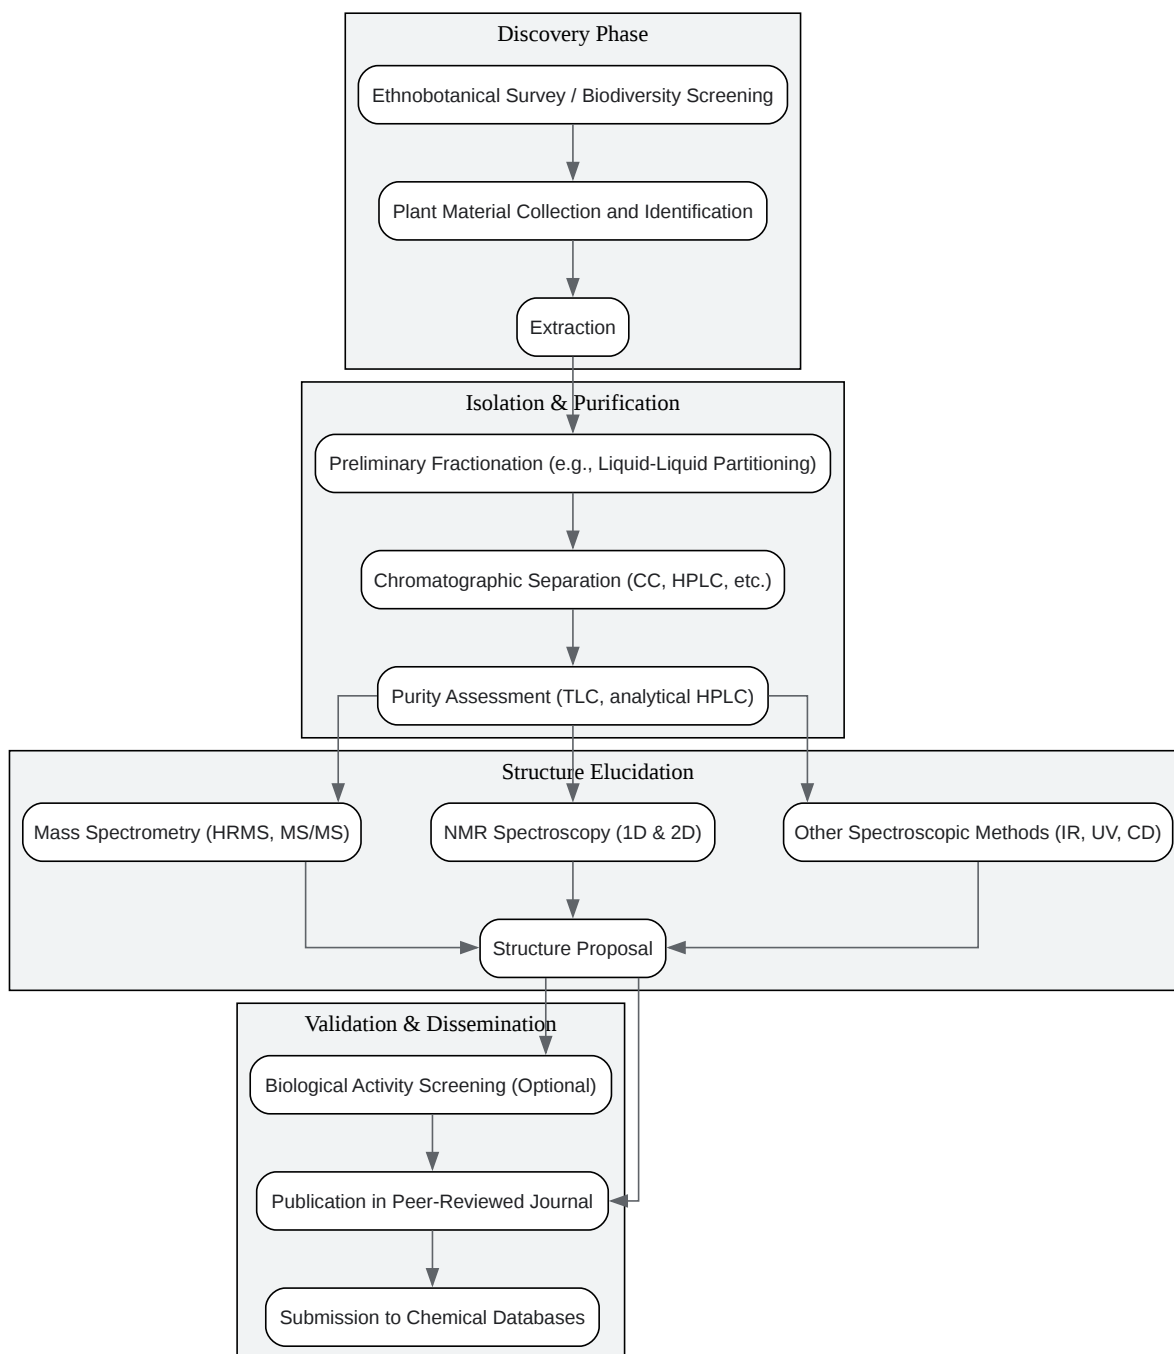 Discovery Phase
Ethnobotanical Survey / Biodiversity Screening
Plant Material Collection and Identification
Extraction
Isolation & Purification
Preliminary Fractionation (e.g., Liquid-Liquid Partitioning)
Chromatographic Separation (CC, HPLC, etc.)
Purity Assessment (TLC, analytical HPLC)
Structure Elucidation
Mass Spectrometry (HRMS, MS/MS)
NMR Spectroscopy (1D & 2D)
Other Spectroscopic Methods (IR, UV, CD)
Structure Proposal
Validation & Dissemination
Biological Activity Screening (Optional)
Publication in Peer-Reviewed Journal
Submission to Chemical Databases